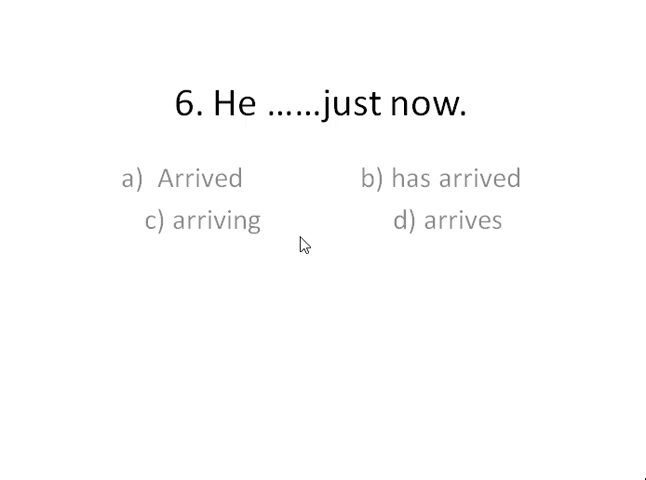 6. He ......just now.
a) Arrived b) has arrived
c) arriving d) arrives